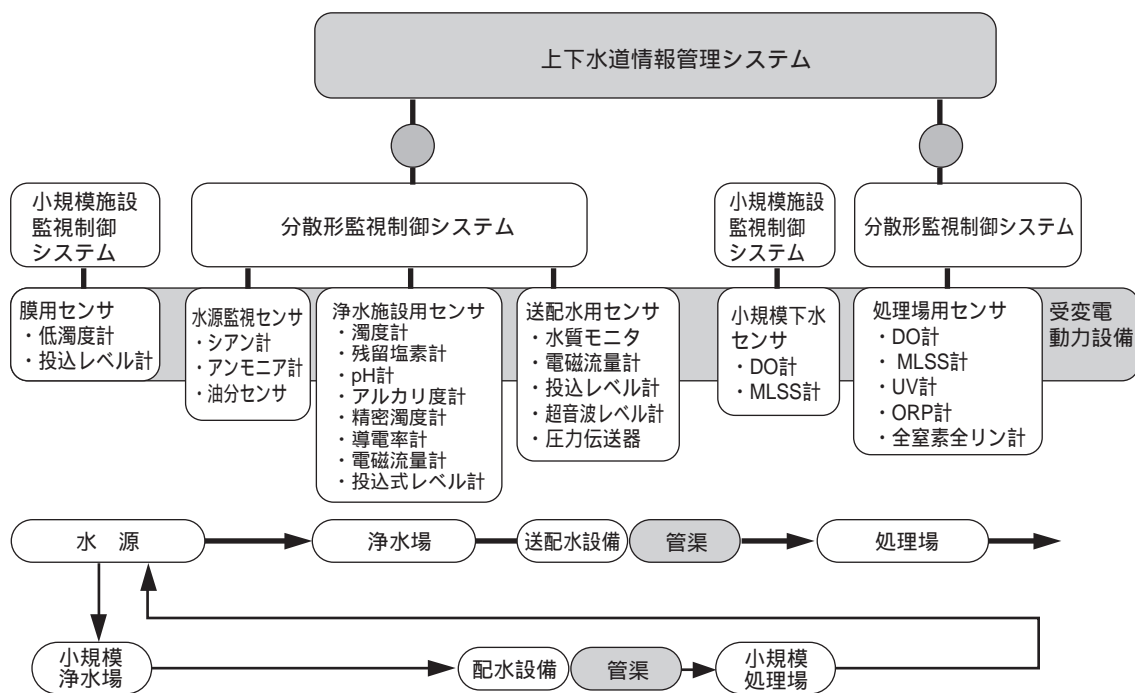 上下水道情報管理システム
小規模施設
監視制御
システム
分散形監視制御システム
小規模施設
監視制御
システム
分散形監視制御システム
膜用センサ
・低濁度計
・投込レベル計
水源監視センサ
・シアン計
・アンモニア計
・油分センサ
浄水施設用センサ
・濁度計
・残留塩素計
・pH計
・アルカリ度計
・精密濁度計
・導電率計
・電磁流量計
・投込式レベル計
送配水用センサ
・水質モニタ
・電磁流量計
・投込レベル計
・超音波レベル計
・圧力伝送器
小規模下水
センサ
・DO計
・MLSS計
処理場用センサ
・DO計
・MLSS計
・UV計
・ORP計
・全窒素全リン計
受変電
動力設備
水 源
浄水場
送配水設備
管渠
処理場
小規模
浄水場
配水設備
管渠
小規模
処理場